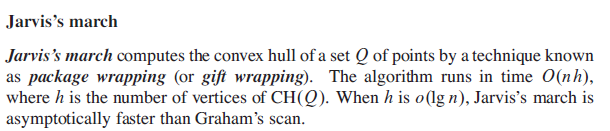 Jarvis's march
Jarvis's march computes the convex hull of a set Q of points by a technique known
as package wrapping (or gift wrapping). The algorithm runs in time O(nh),
where h is the number of vertices of CH(Q). When h is o(lg n), Jarvis's march is
asymptotically faster than Graham's scan.